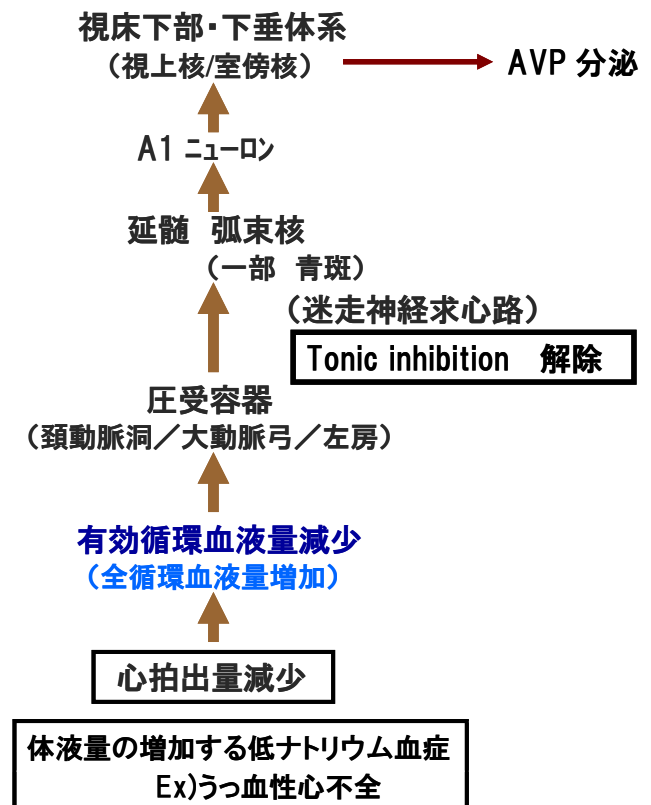 視床下部・下垂体系
（視上核/室傍核）
AVP 分泌
A1 ニューロン
延髄　弧束核
（一部　青斑）
（迷走神経求心路）
Tonic inhibition　解除
圧受容器
（頚動脈洞／大動脈弓／左房）
有効循環血液量減少
（全循環血液量増加）
心拍出量減少
体液量の増加する低ナトリウム血症
Ex)うっ血性心不全